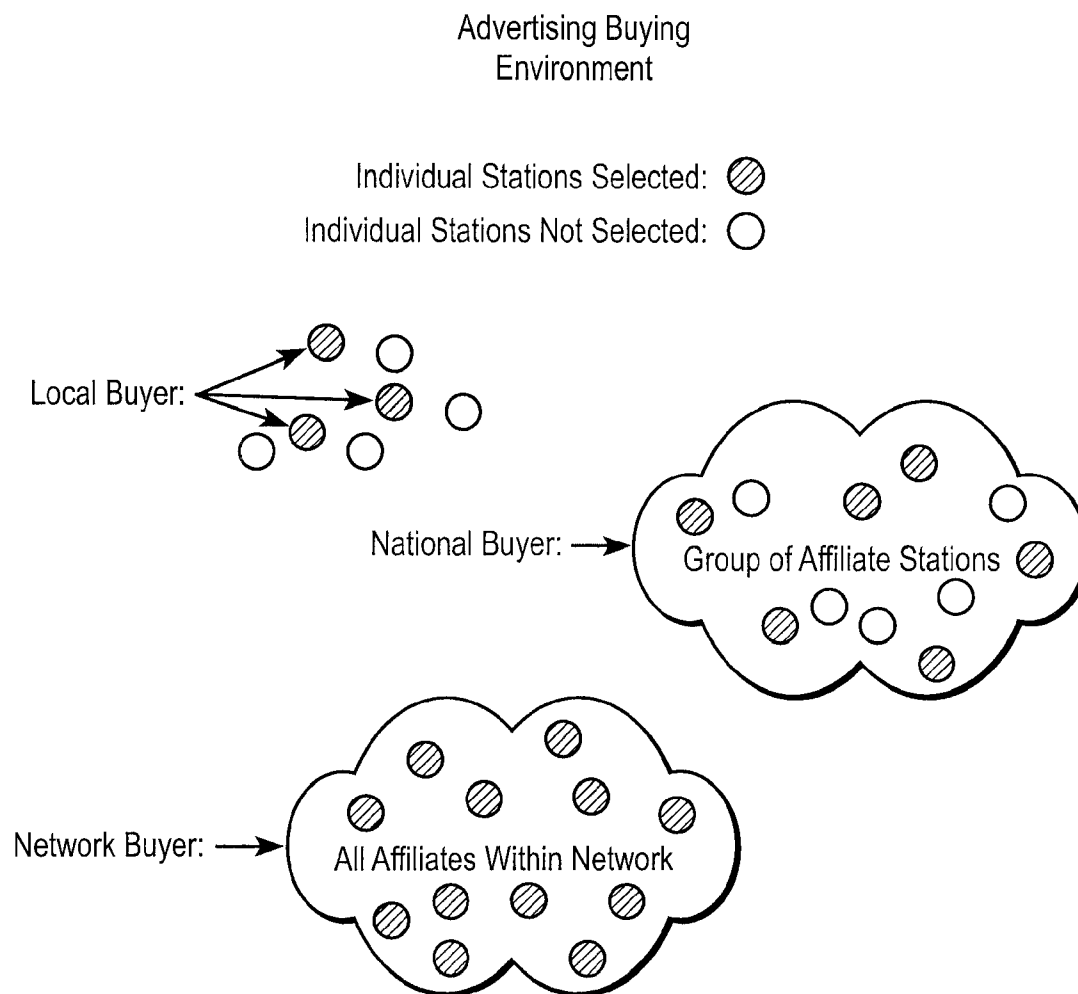 Advertising Buying
Environment
Individual Stations Selected:
Individual Stations Not Selected:
Local Buyer:
National Buyer:
Group of Affiliate Stations
Network Buyer:
All Affiliates Within Network